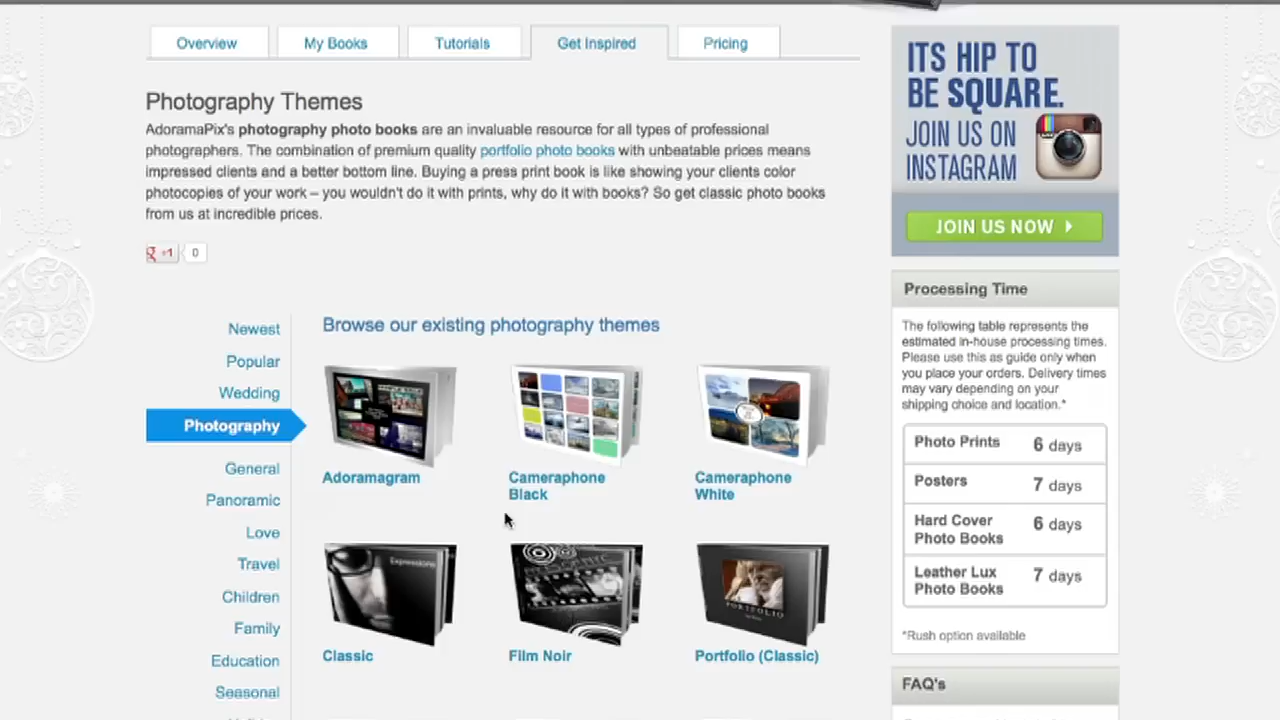 Overview
My Books
Tutorials
Get Inspired
Pricing
Photography Themes
AdoramaPix's photography photo books are an invaluable resource for all types of professional
photographers. The combination of premium quality portfolio photo books with unbeatable prices means
impressed clients and a better bottom line. Buying a press print book is like showing your clients color
photocopies of your work – you wouldn't do it with prints, why do it with books? So get classic photo books
from us at incredible prices.
g +1
0
Newest
Popular
Wedding
Photography
General
Panoramic
Love
Travel
Children
Family
Education
Seasonal
Browse our existing photography themes
Adoramagram
Cameraphone
Black
Cameraphone
White
Expressions
PORTFOLIO
Classic
Film Noir
Portfolio (Classic)
ITS HIP TO
BE SQUARE.
JOIN US ON
INSTAGRAM
JOIN US NOW
Processing Time
The following table represents the
estimated in-house processing times.
Please use this as guide only when
you place your orders. Delivery times
may vary depending on your
shipping choice and location.*
Photo Prints 6 days
Posters 7 days
Hard Cover
Photo Books 6 days
Leather Lux
Photo Books 7 days
*Rush option available
FAQ's